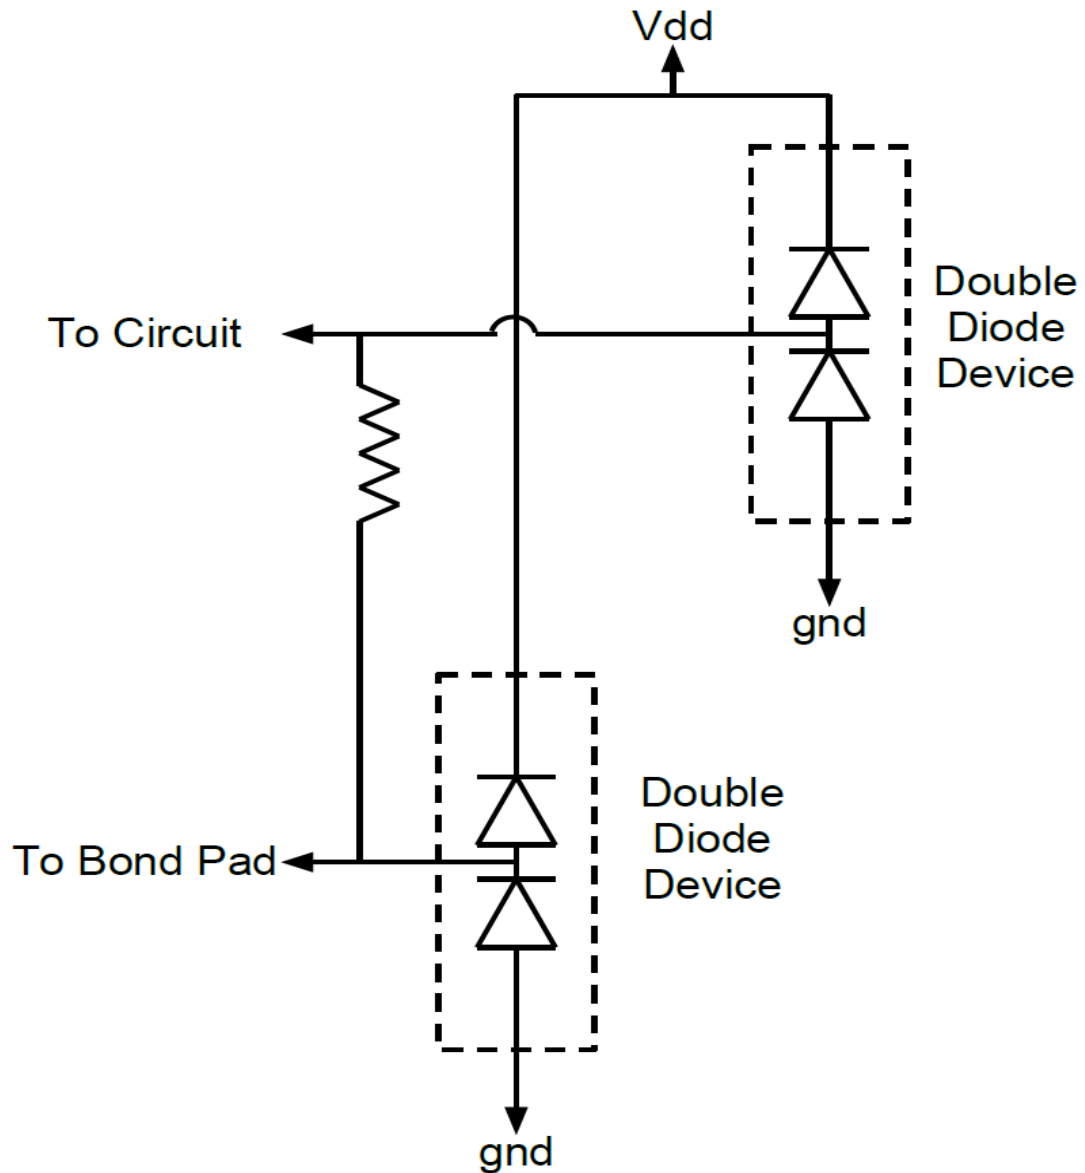 Vdd
Double
Diode
Device
To Circuit
gnd
Double
Diode
Device
To Bond Pad
gnd